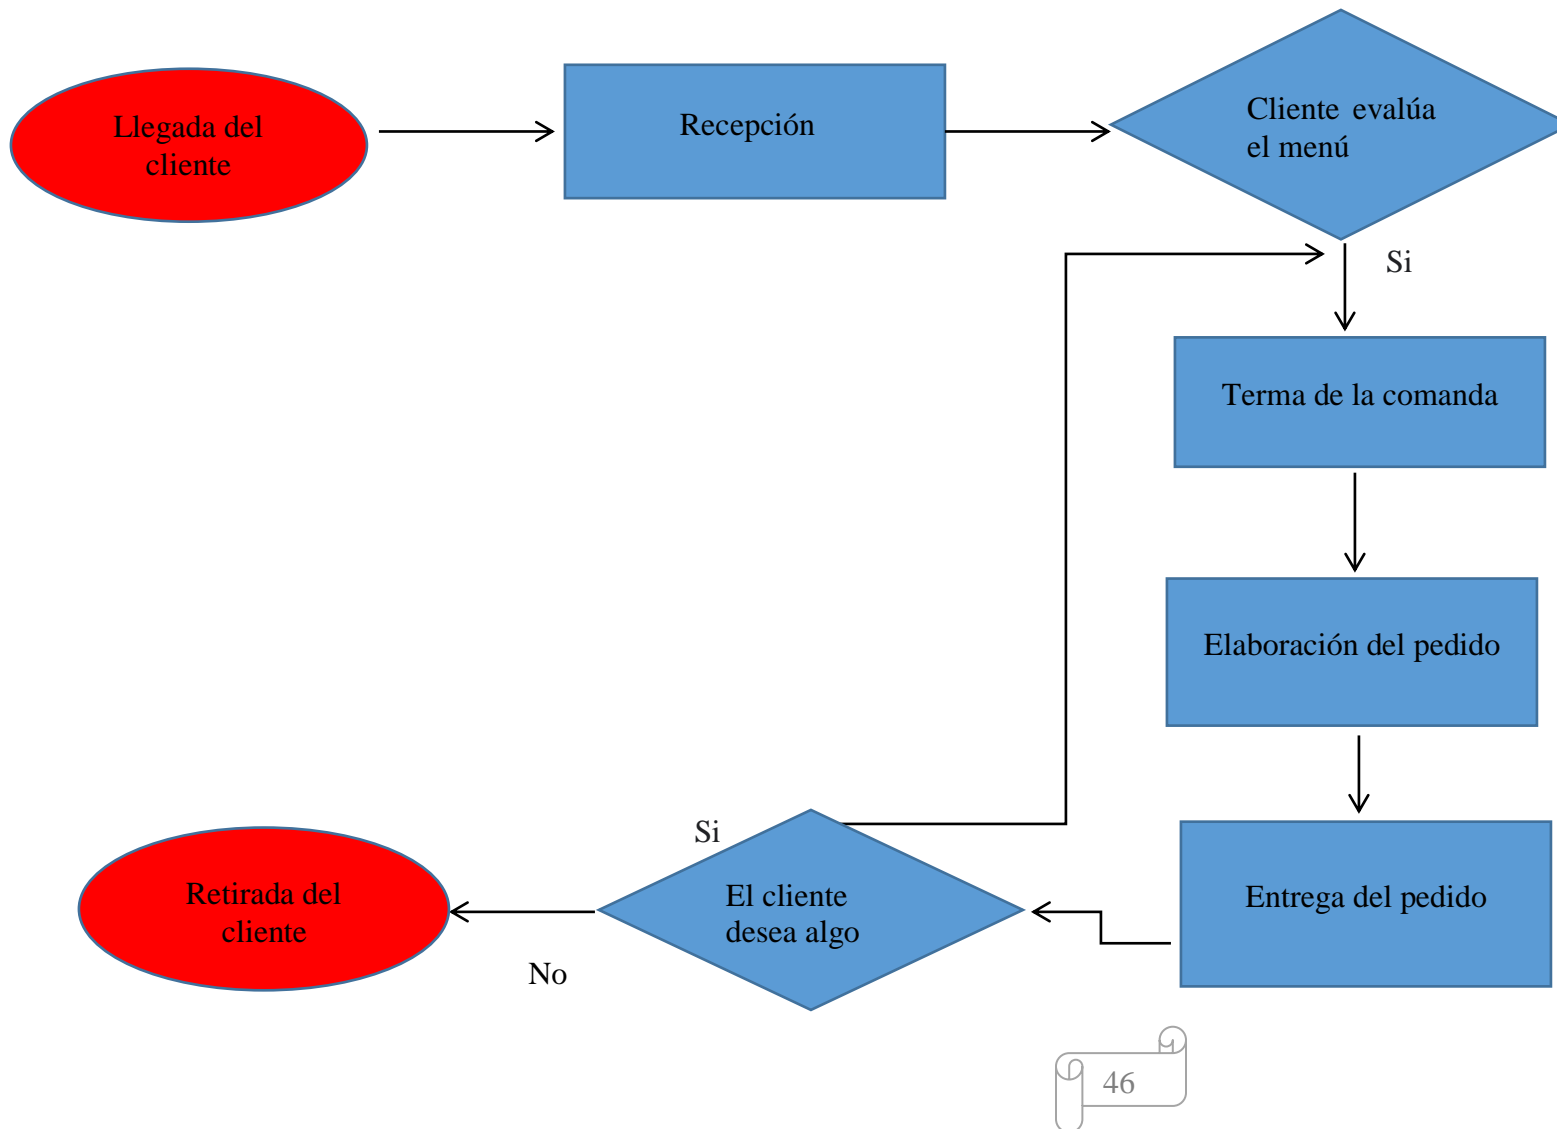 Llegada del
cliente
Recepción
Cliente evalúa
el menú
Si
Terma de la comanda
Elaboración del pedido
Entrega del pedido
Si
El cliente
desea algo
No
Retirada del
cliente
46